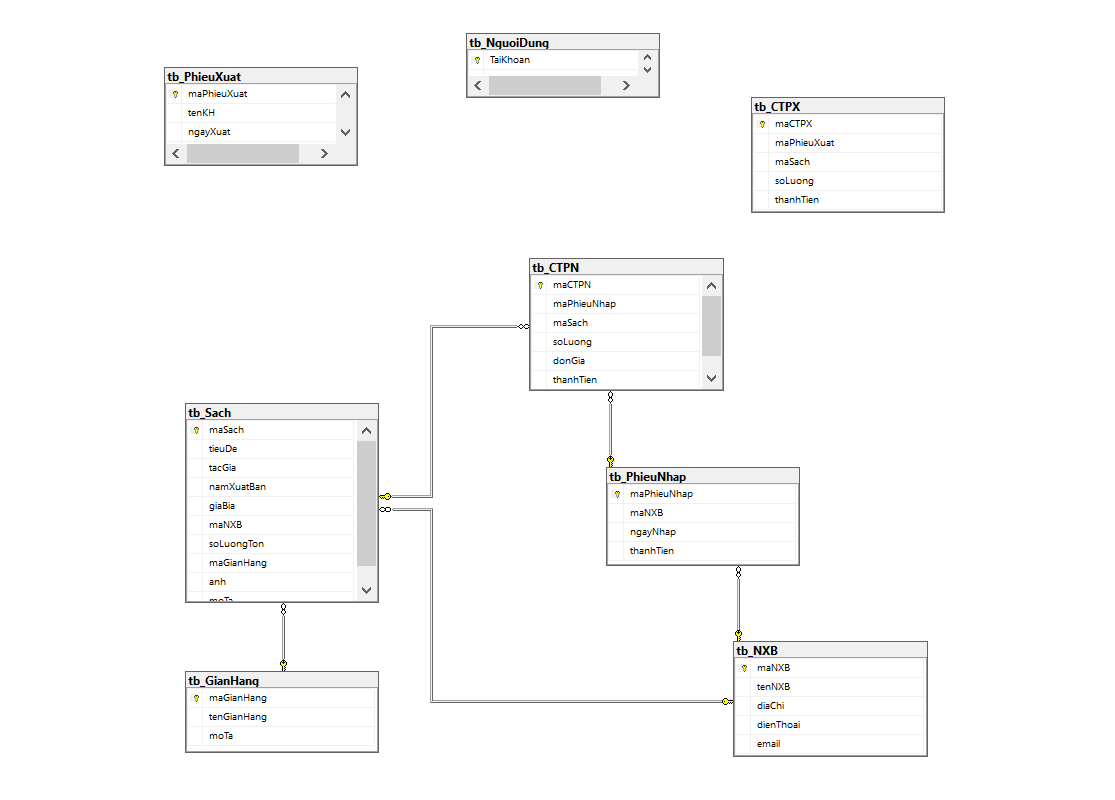 tb_NguoiDung
TaiKhoan
tb_PhieuXuat
maPhieuXuat
tenKH
ngayXuat
tb_CTPX
maCTPX
maPhieuXuat
maSach
soLuong
thanhTien
tb_CTPN
maCTPN
maPhieuNhap
maSach
soLuong
donGia
thanhTien
tb_Sach
maSach
tieuDe
tacGia
namXuatBan
giaBia
maNXB
soLuongTon
maGianHang
anh
moTa
tb_PhieuNhap
maPhieuNhap
maNXB
ngayNhap
thanhTien
tb_NXB
maNXB
tenNXB
diaChi
dienThoai
email
tb_GianHang
maGianHang
tenGianHang
moTa